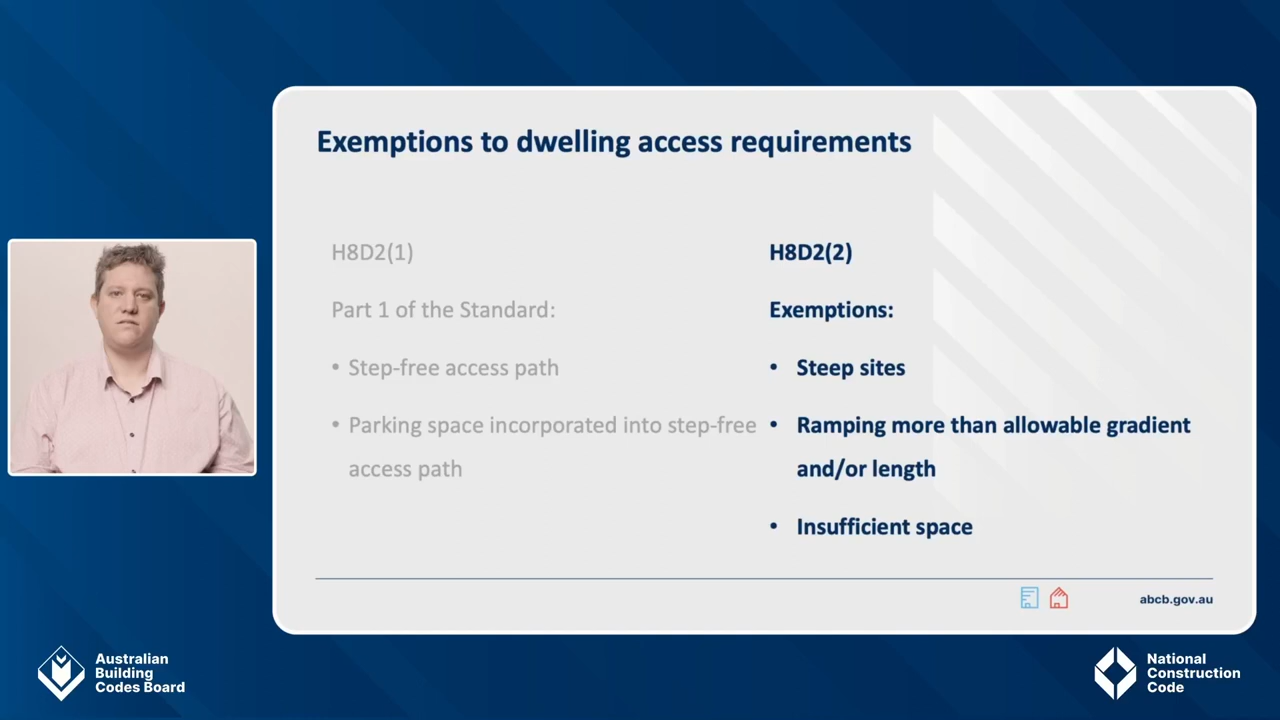 Exemptions to dwelling access requirements
H8D2(1)
Part 1 of the Standard:
• Step-free access path
• Parking space incorporated into step-free
access path
H8D2(2)
Exemptions:
• Steep sites
• Ramping more than allowable gradient
and/or length
• Insufficient space
abcb.gov.au
Australian
Building
Codes Board
National
Construction
Code